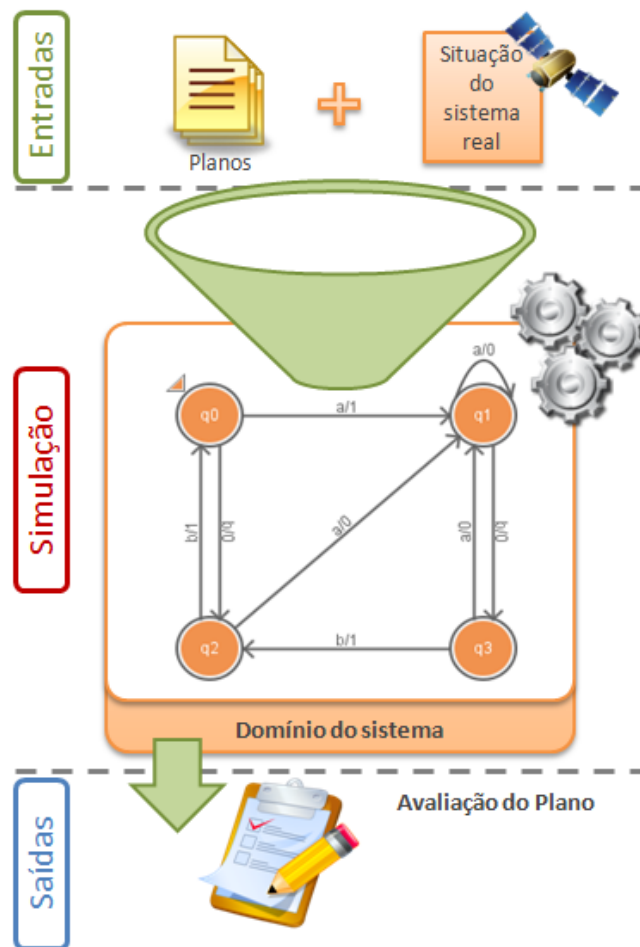 Entradas
Planos
Situação
do
sistema
real
Simulação
a/0
q0
a/1
q1
b/1
b/0
a/0
a/0
b/0
q2
b/1
q3
Domínio do sistema
Saídas
Avaliação do Plano